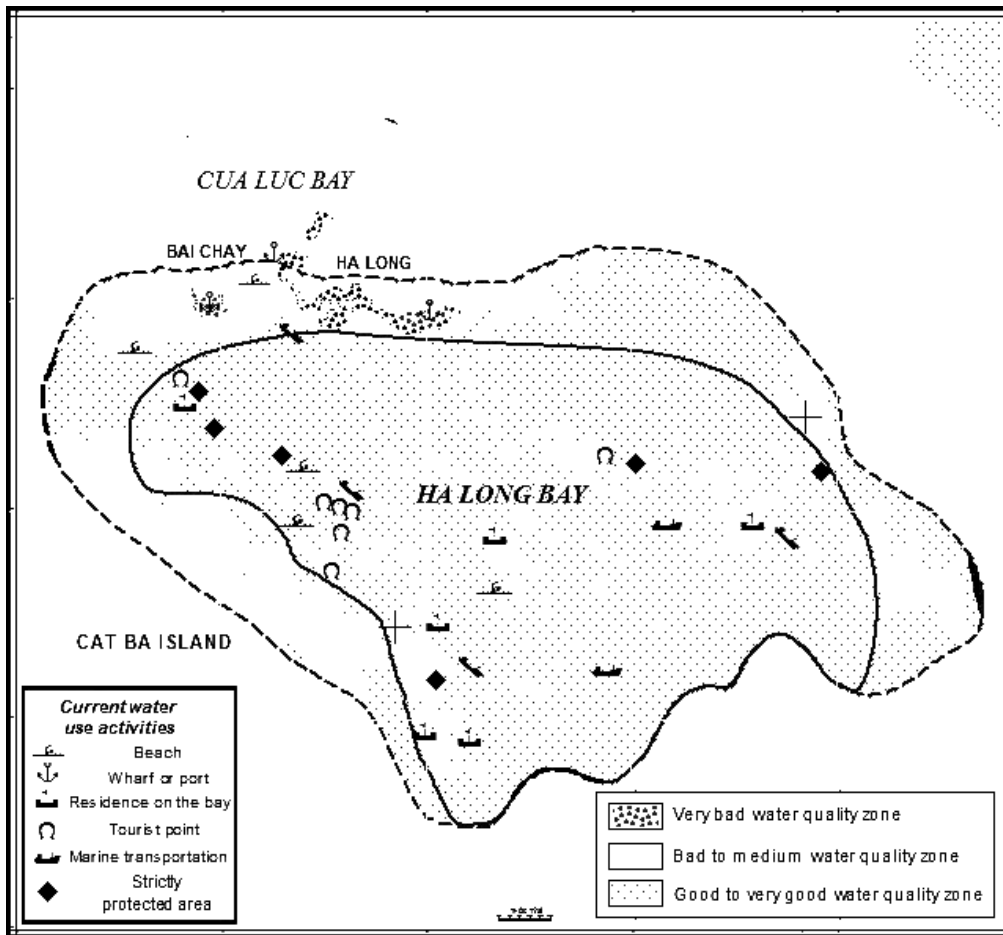 CUA LUC BAY
BAI CHAY
HA LONG
HA LONG BAY
CAT BA ISLAND
Current water
use activities
Beach
Wharf or port
Residence on the bay
Tourist point
Marine transportation
Strictly
protected area
Very bad water quality zone
Bad to medium water quality zone
Good to very good water quality zone